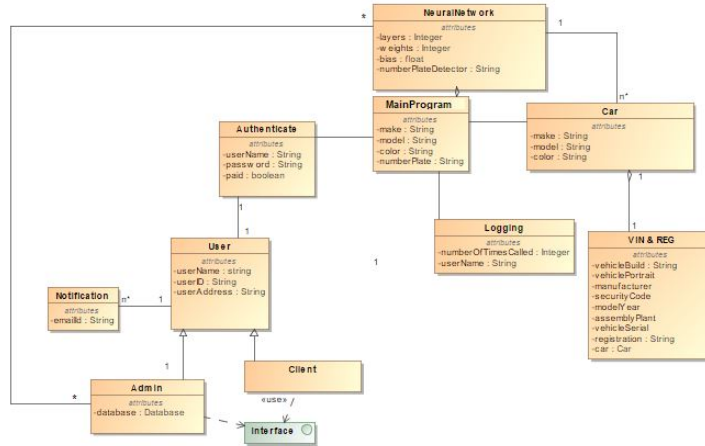 NeuralNetwork
attributes
-layers : Integer
-weights : Integer
-bias : float
-numberPlateDetector : String
*
1
n*
MainProgram
attributes
-make : String
-model : String
-color : String
-numberPlate : String
Car
attributes
-make : String
-model : String
-color : String
Authenticate
attributes
-userName : String
-password : String
-paid : boolean
1
1
1
1
Logging
attributes
-numberOfTimesCalled : Integer
-userName : String
1
VIN & REG
attributes
-vehicleBuild : String
-vehiclePortrait
-manufacturer
-securityCode
-modelYear
-assemblyPlant
-vehicleSerial
-registration : String
-car : Car
User
attributes
-userName : string
-userID : String
-userAddress : String
Notification
attributes
-emailId : String
n*
1
1
Client
Admin
attributes
-database : Database
*
«use» /
Interface